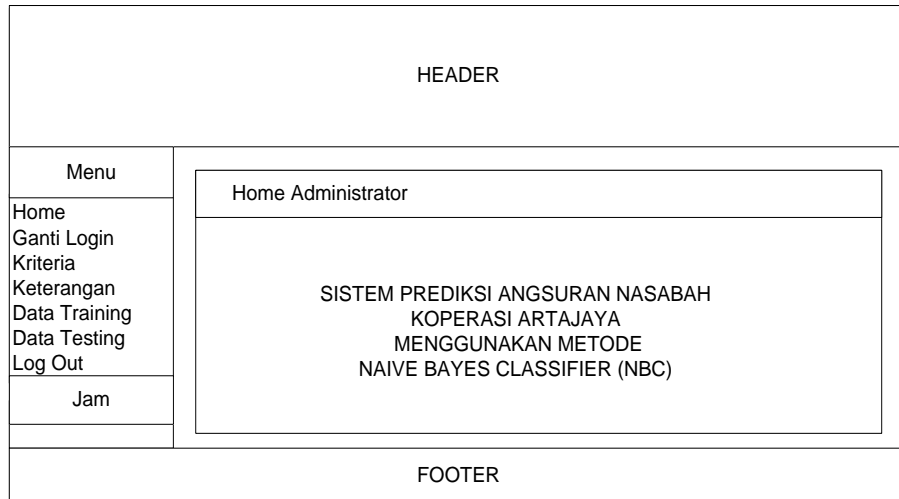 HEADER
Menu
Home
Ganti Login
Kriteria
Keterangan
Data Training
Data Testing
Log Out
Jam
Home Administrator
SISTEM PREDIKSI ANGSURAN NASABAH
KOPERASI ARTAJAYA
MENGGUNAKAN METODE
NAIVE BAYES CLASSIFIER (NBC)
FOOTER